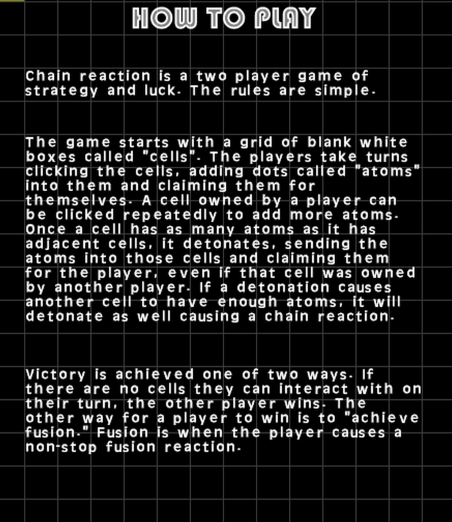 HOW TO PLAY
Chain reaction is a two player game of
strategy and luck. The rules are simple.
The game starts with a grid of blank white
boxes called "cells". The players take turns
clicking the cells, adding dots called "atoms"
into them and claiming them for
themselves. A cell owned by a player can
be clicked repeatedly to add more atoms.
Once a cell has as many atoms as it has
adjacent cells, it detonates, sending the
atoms into those cells and claiming them
for the player, even if that cell was owned
by another player. If a detonation causes
another cell to have enough atoms, it will
detonate as well causing a chain reaction.
Victory is achieved one of two ways. If
there are no cells they can interact with on
their turn, the other player wins. The
other way for a player to win is to "achieve
fusion." Fusion is when the player causes a
non-stop fusion reaction.